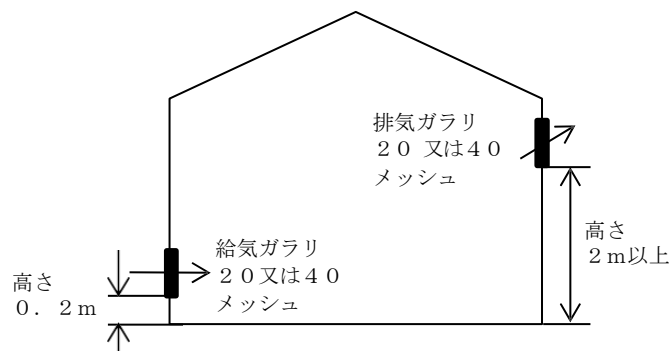 排気ガラリ
２０ 又は４０
メッシュ
給気ガラリ
２０又は４０
メッシュ
高さ
０．２ｍ
高さ
２ｍ以上